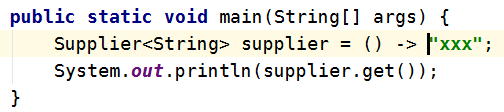 public static void main(String[] args) {
    Supplier<String> supplier = () -> "xxx";
    System.out.println(supplier.get());
}